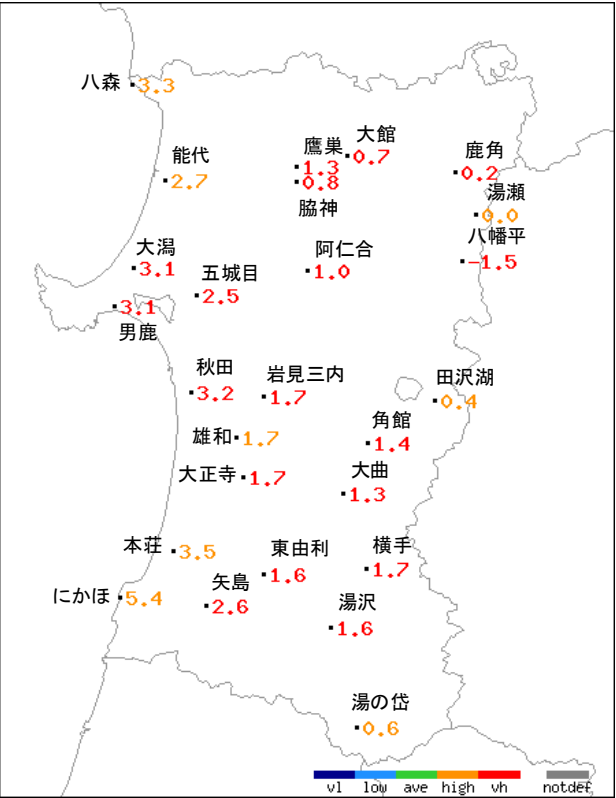 八森 3.3
大館 0.7
鷹巣 1.3
能代 2.7
0.8 脇神
鹿角 0.2
湯瀬 0.0
八幡平 -1.5
大潟 3.1
五城目 2.5
阿仁合 1.0
3.1 男鹿
秋田 3.2
岩見三内 1.7
田沢湖 0.4
雄和 1.7
角館 1.4
大正寺 1.7
大曲 1.3
本荘 3.5
東由利 1.6
横手 1.7
にかほ 5.4
矢島 2.6
湯沢 1.6
湯の岱 0.6
vl low ave high vh notdef